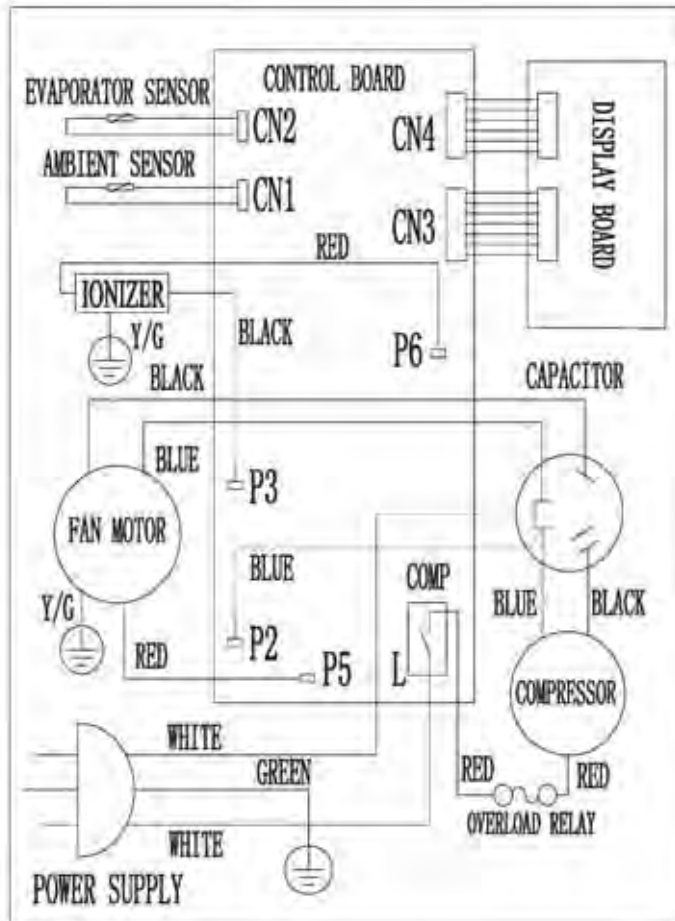 CONTROL BOARD
EVAPORATOR SENSOR
CN2
CN4
AMBIENT SENSOR
CN1
CN3
DISPLAY BOARD
RED
IONIZER
Y/G
BLACK
P6
BLACK
CAPACITOR
BLUE
P3
FAN MOTOR
BLUE
COMP
BLUE
BLACK
Y/G
RED
P2
P5
L
COMPRESSOR
WHITE
GREEN
RED
RED
OVERLOAD RELAY
WHITE
POWER SUPPLY